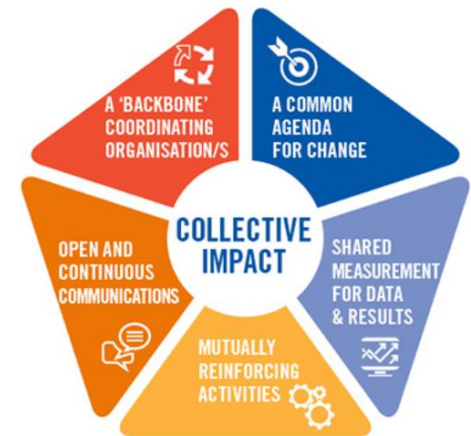 A 'BACKBONE'
COORDINATING
ORGANISATION/S
A COMMON
AGENDA
FOR CHANGE
COLLECTIVE
IMPACT
OPEN AND
CONTINUOUS
COMMUNICATIONS
SHARED
MEASUREMENT
FOR DATA
& RESULTS
MUTUALLY
REINFORCING
ACTIVITIES